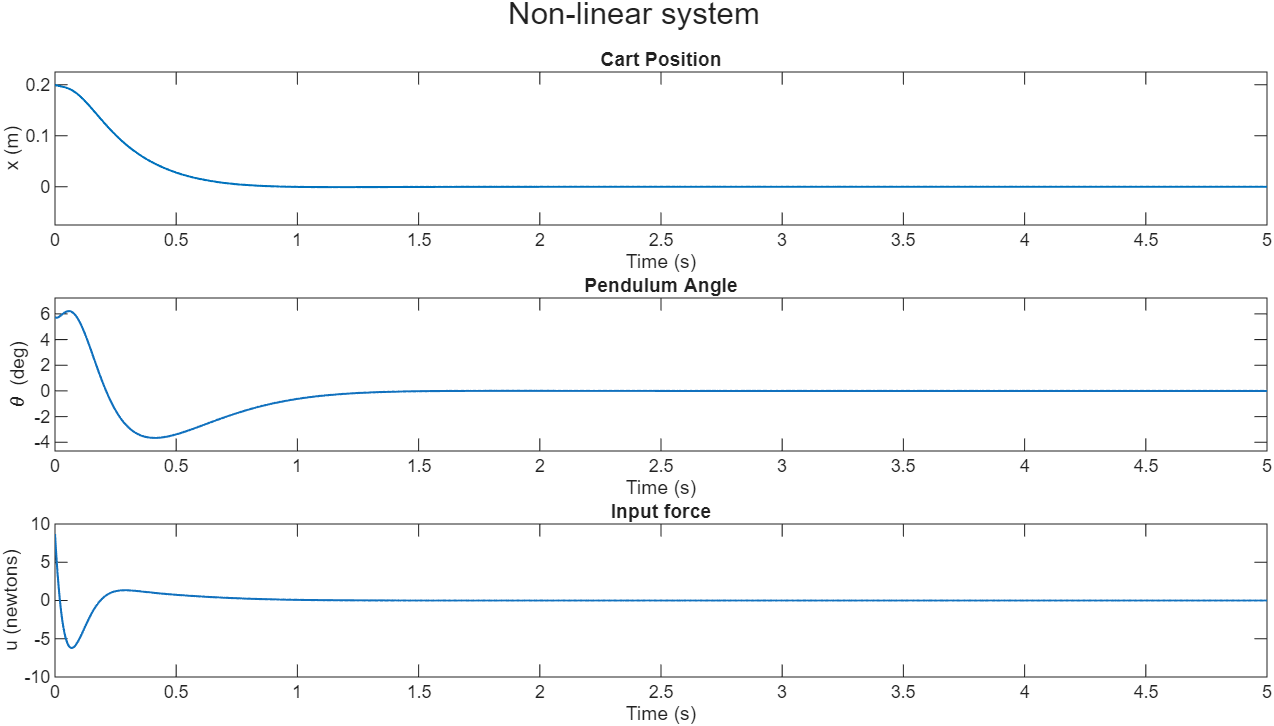 Non-linear system
Cart Position
x (m)
0.2
0.1
0
0 0.5 1 1.5 2 2.5 3 3.5 4 4.5 5
Time (s)
Pendulum Angle
θ (deg)
6
4
2
0
-2
-4
0 0.5 1 1.5 2 2.5 3 3.5 4 4.5 5
Time (s)
Input force
u (newtons)
10
5
0
-5
-10
0 0.5 1 1.5 2 2.5 3 3.5 4 4.5 5
Time (s)